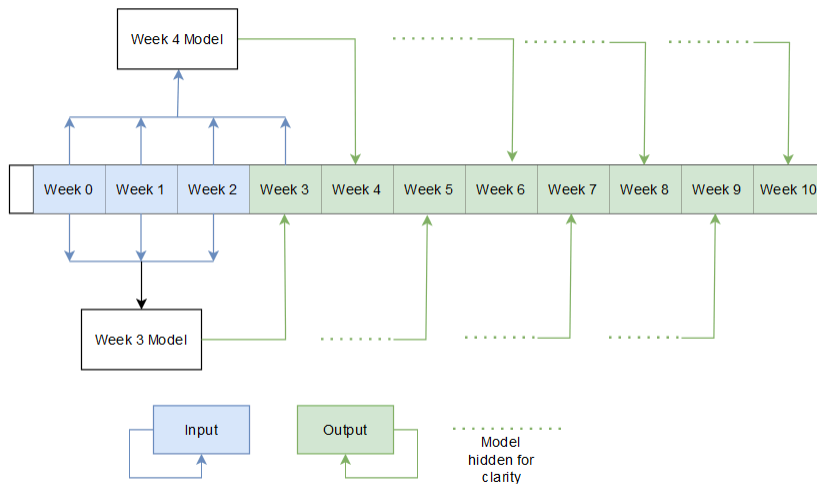 Week 4 Model
Week 0 Week 1 Week 2 Week 3 Week 4 Week 5 Week 6 Week 7 Week 8 Week 9 Week 10
Week 3 Model
Input Output
Model
hidden for
clarity